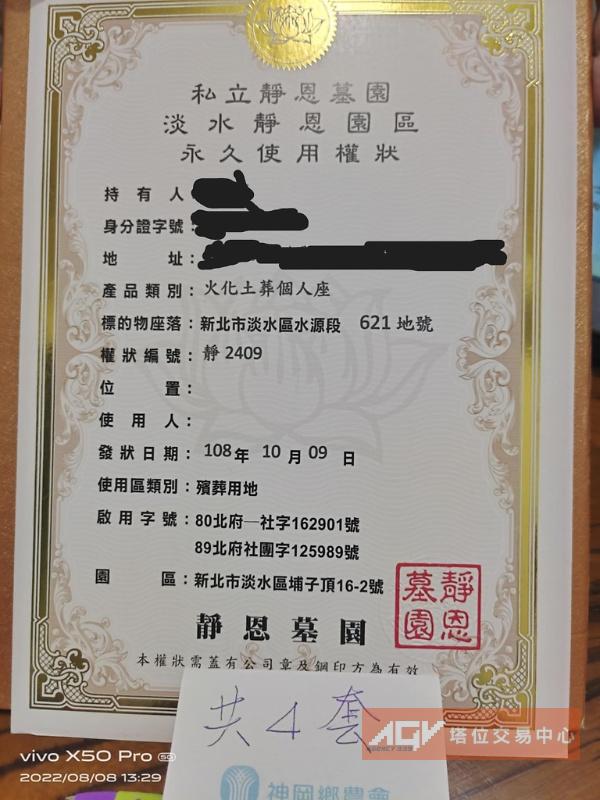 私立靜恩墓園
淡水靜恩園區
永久使用權狀
持有人
身分證字號:
地址:
產品類別：火化土葬個人座
標的物座落：新北市淡水區水源段 621 地號
權狀編號：靜 2409
位置：
使用人：
發狀日期：108年 10 月 09 日
使用區類別：殯葬用地
啟用字號：80北府一社字162901號
89北府社團字125989號
園區：新北市淡水區埔子頂16-2號
靜恩墓園
靜恩墓園
本權狀需蓋有公司章及鋼印方為有效
共4套
AGV 塔位交易中心
vivo X50 Pro 5G
2022/08/08 13:29
神岡鄉農會